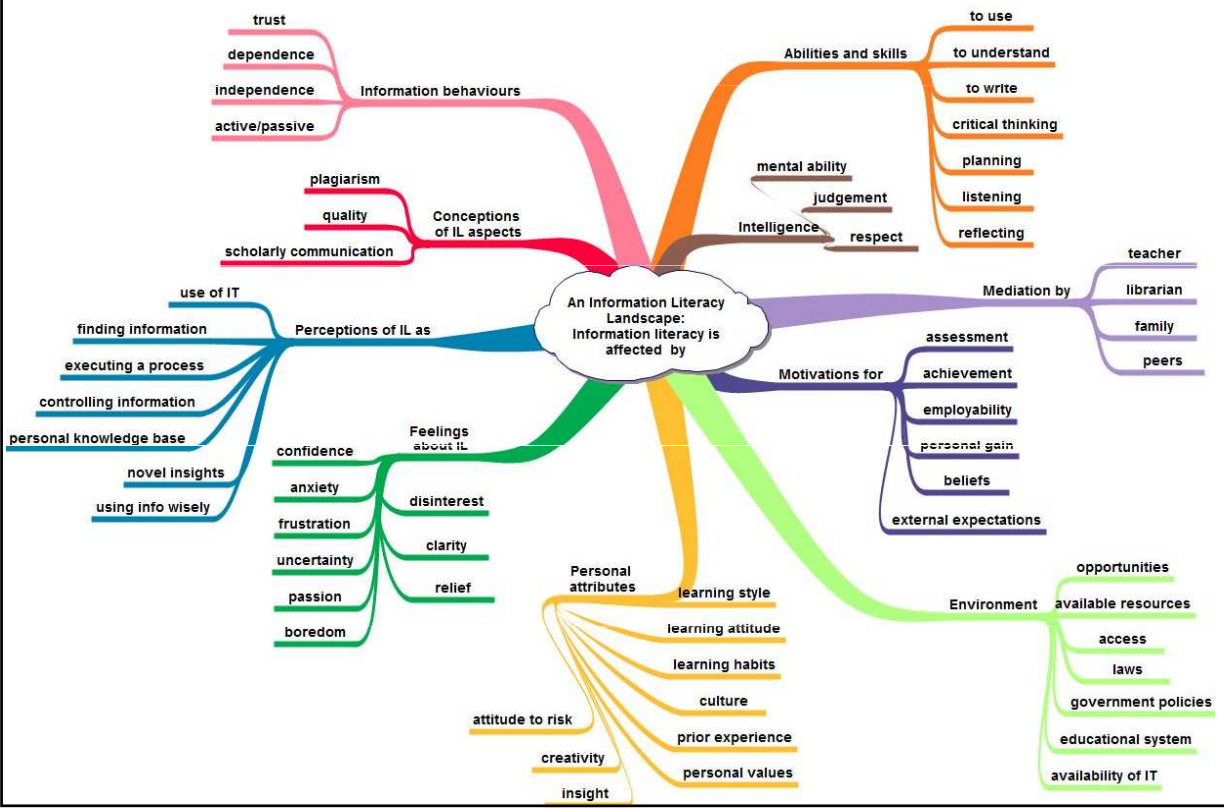 An Information Literacy
Landscape:
Information literacy is
affected by
Information behaviours
trust
dependence
independence
active/passive
Conceptions
of IL aspects
plagiarism
quality
scholarly communication
Perceptions of IL as
use of IT
finding information
executing a process
controlling information
personal knowledge base
novel insights
using info wisely
Feelings
about IL
confidence
anxiety
frustration
uncertainty
passion
boredom
disinterest
clarity
relief
Personal
attributes
learning style
learning attitude
learning habits
culture
prior experience
personal values
attitude to risk
creativity
insight
Abilities and skills
to use
to understand
to write
critical thinking
planning
listening
reflecting
Intelligence
mental ability
judgement
respect
Mediation by
teacher
librarian
family
peers
Motivations for
assessment
achievement
employability
personal gain
beliefs
external expectations
Environment
opportunities
available resources
access
laws
government policies
educational system
availability of IT